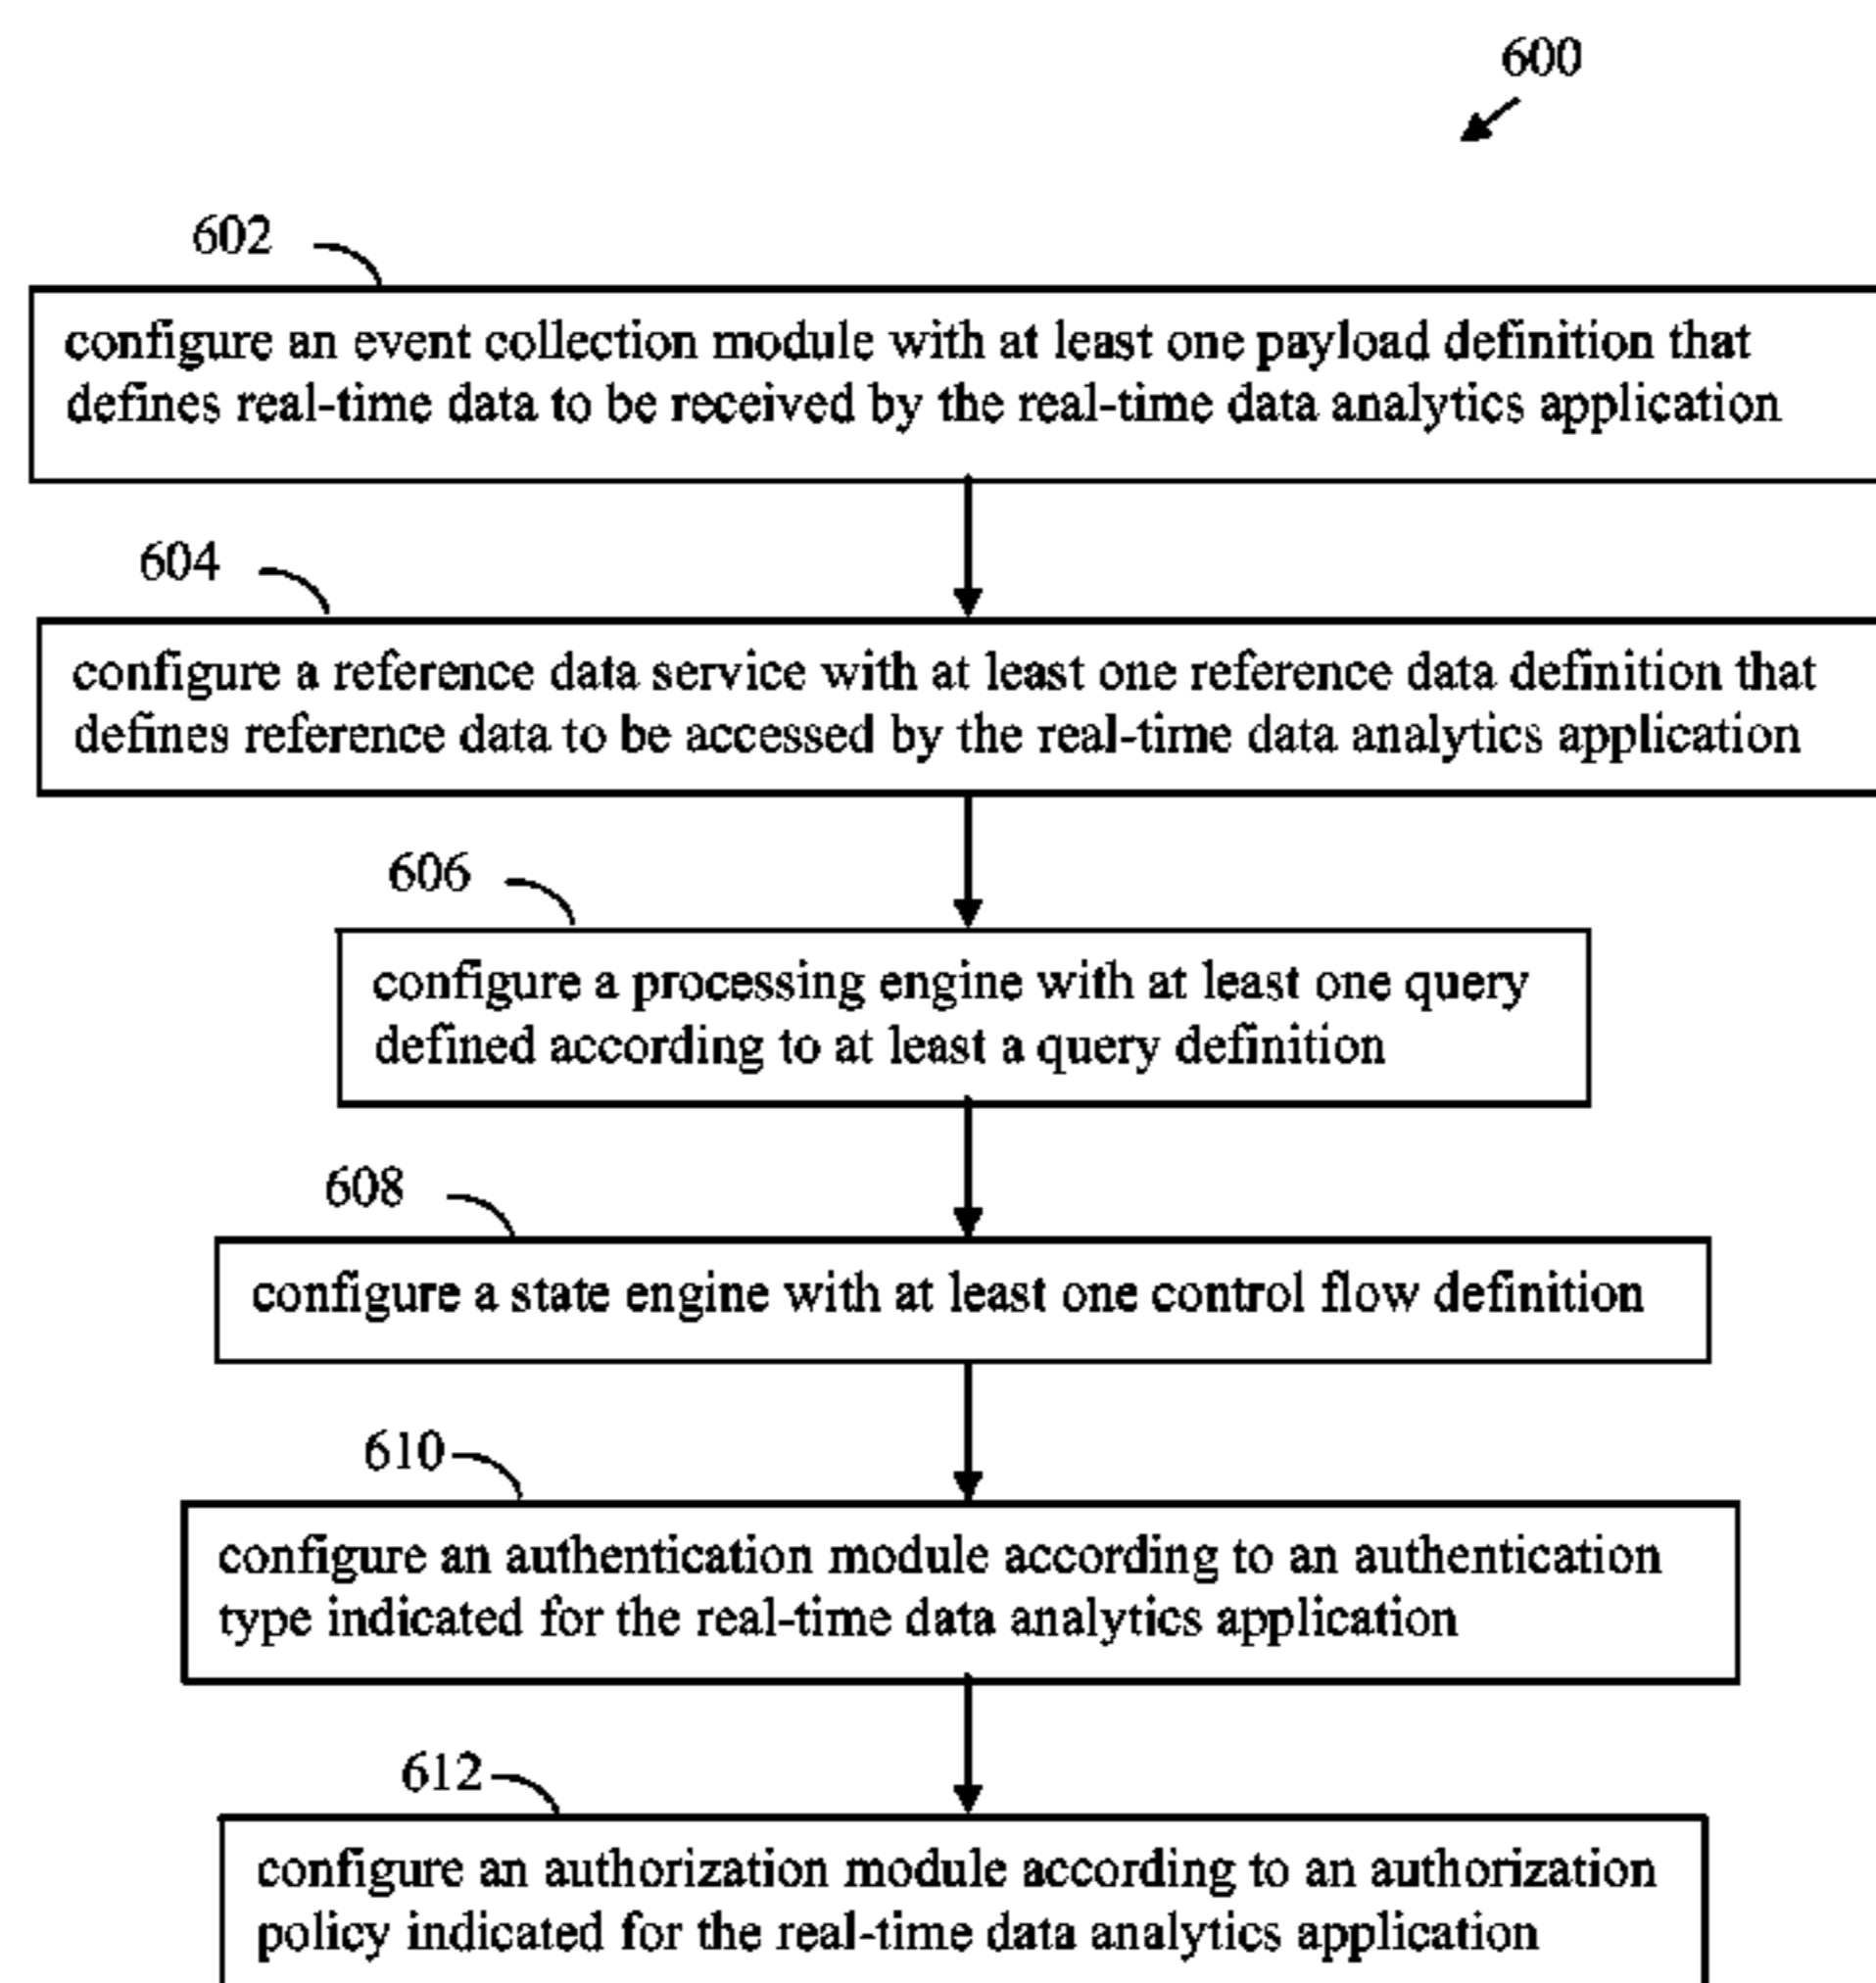 600
602
configure an event collection module with at least one payload definition that
defines real-time data to be received by the real-time data analytics application
604
configure a reference data service with at least one reference data definition that
defines reference data to be accessed by the real-time data analytics application
606
configure a processing engine with at least one query
defined according to at least a query definition
608
configure a state engine with at least one control flow definition
610
configure an authentication module according to an authentication
type indicated for the real-time data analytics application
612
configure an authorization module according to an authorization
policy indicated for the real-time data analytics application